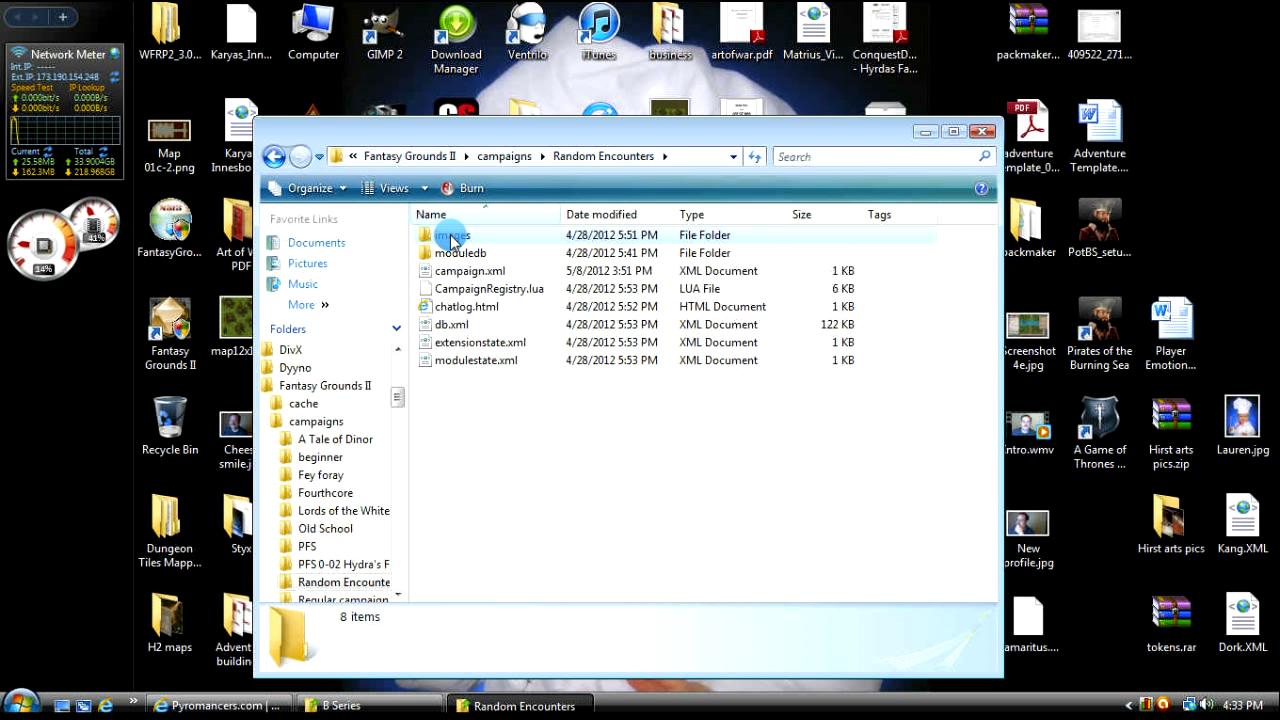 WFRP2_3.0...
Karyas_Inn...
Computer
GIMP 2
Download
Manager
Ventrilo
iTunes
business
artofwar.pdf
Matrius_Vi...
ConquestD...
- Hyrdas Fa...
packmaker...
409522_271...
work Meter
Int. IP: -----
Ext. IP: 173.190.154.248
Speed Test IP Lookup
0.000bit/s 0.000B/s
0.000bit/s 0.000B/s
Current Total
25.58MB 33.9004GB
162.3MB 218.968GB
Map
01c-2.png
Karya
Innesbo
adventure
template_0...
Adventure
Template....
Fantasy Grounds II campaigns Random Encounters
Search
Organize Views Burn
Favorite Links
Documents
Pictures
Music
More »
Folders
DivX
Dyyno
Fantasy Grounds II
cache
campaigns
A Tale of Dinor
beginner
Fey foray
Fourthcore
Lords of the White
Old School
PFS
PFS 0-02 Hydra's F
Random Encounte
Regular campaign
Name Date modified Type Size Tags
images 4/28/2012 5:51 PM File Folder
moduledb 4/28/2012 5:41 PM File Folder
campaign.xml 5/8/2012 3:51 PM XML Document 1 KB
CampaignRegistry.lua 4/28/2012 5:53 PM LUA File 6 KB
chatlog.html 4/28/2012 5:52 PM HTML Document 1 KB
db.xml 4/28/2012 5:53 PM XML Document 122 KB
extensionstate.xml 4/28/2012 5:53 PM XML Document 1 KB
modulestate.xml 4/28/2012 5:53 PM XML Document 1 KB
8 items
41%
14%
FantasyGro...
Art of W
PDF
packmaker
PotBS_setu...
Fantasy
Grounds II
map12x1
Screenshot
4e.jpg
Pirates of the
Burning Sea
Player
Emotion...
Recycle Bin
Chees
smile.j
Intro.wmv
A Game of
Thrones ...
Hirst arts
pics.zip
Lauren.jpg
Dungeon
Tiles Mapp...
Styx
New
profile.jpg
Hirst arts pics
Kang.XML
H2 maps
Advent
building
amaritus....
tokens.rar
Dork.XML
Pyromancers.com | ...
B Series
Random Encounters
4:33 PM